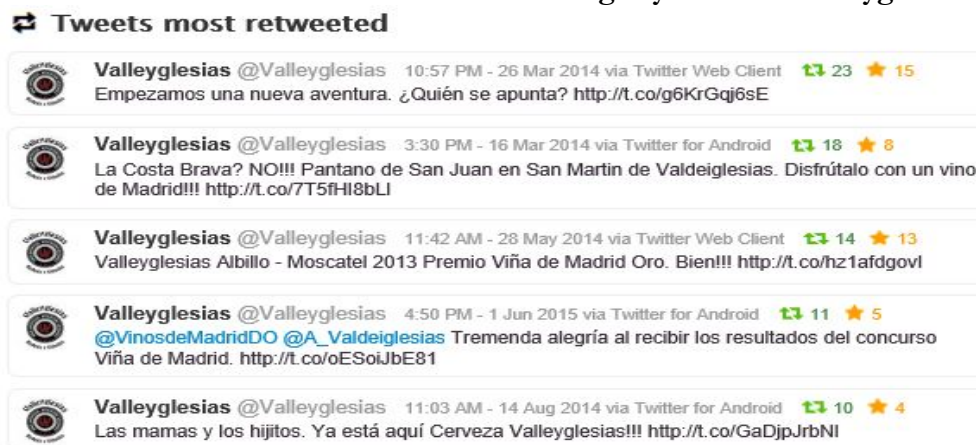 Tweets most retweeted
Valleyglesias @Valleyglesias 10:57 PM - 26 Mar 2014 via Twitter Web Client 23 15
Empezamos una nueva aventura. ¿Quién se apunta? http://t.co/g6KrGqj6sE
Valleyglesias @Valleyglesias 3:30 PM - 16 Mar 2014 via Twitter for Android 18 8
La Costa Brava? NO!!! Pantano de San Juan en San Martin de Valdeiglesias. Disfrútalo con un vino
de Madrid!!! http://t.co/7T5fHI8bLl
Valleyglesias @Valleyglesias 11:42 AM - 28 May 2014 via Twitter Web Client 14 13
Valleyglesias Albillo - Moscatel 2013 Premio Viña de Madrid Oro. Bien!!! http://t.co/hz1afdgovl
Valleyglesias @Valleyglesias 4:50 PM - 1 Jun 2015 via Twitter for Android 11 5
@VinosdeMadridDO @A_Valdeiglesias Tremenda alegría al recibir los resultados del concurso
Viña de Madrid. http://t.co/oESoiJbE81
Valleyglesias @Valleyglesias 11:03 AM - 14 Aug 2014 via Twitter for Android 10 4
Las mamas y los hijitos. Ya está aquí Cerveza Valleyglesias!!! http://t.co/GaDjpJrbNl